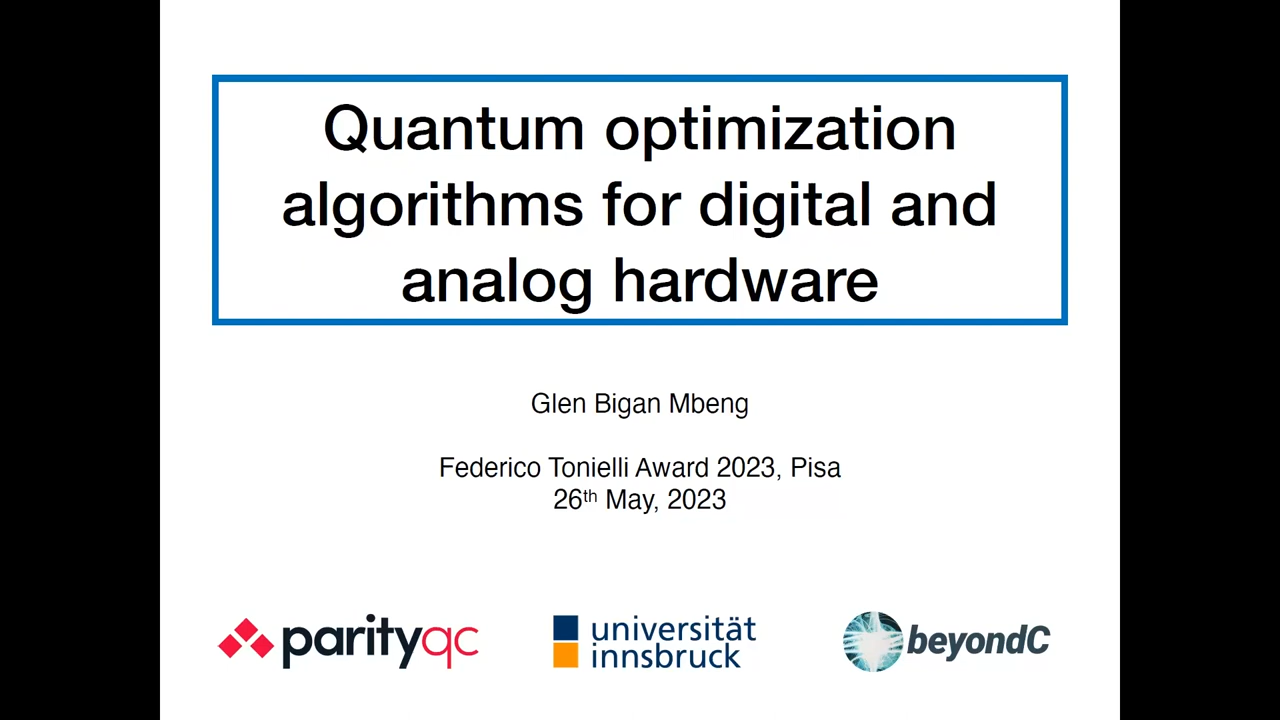 Quantum optimization
algorithms for digital and
analog hardware
Glen Bigan Mbeng
Federico Tonielli Award 2023, Pisa
26th May, 2023
parityqc
universität
innsbruck
beyondC